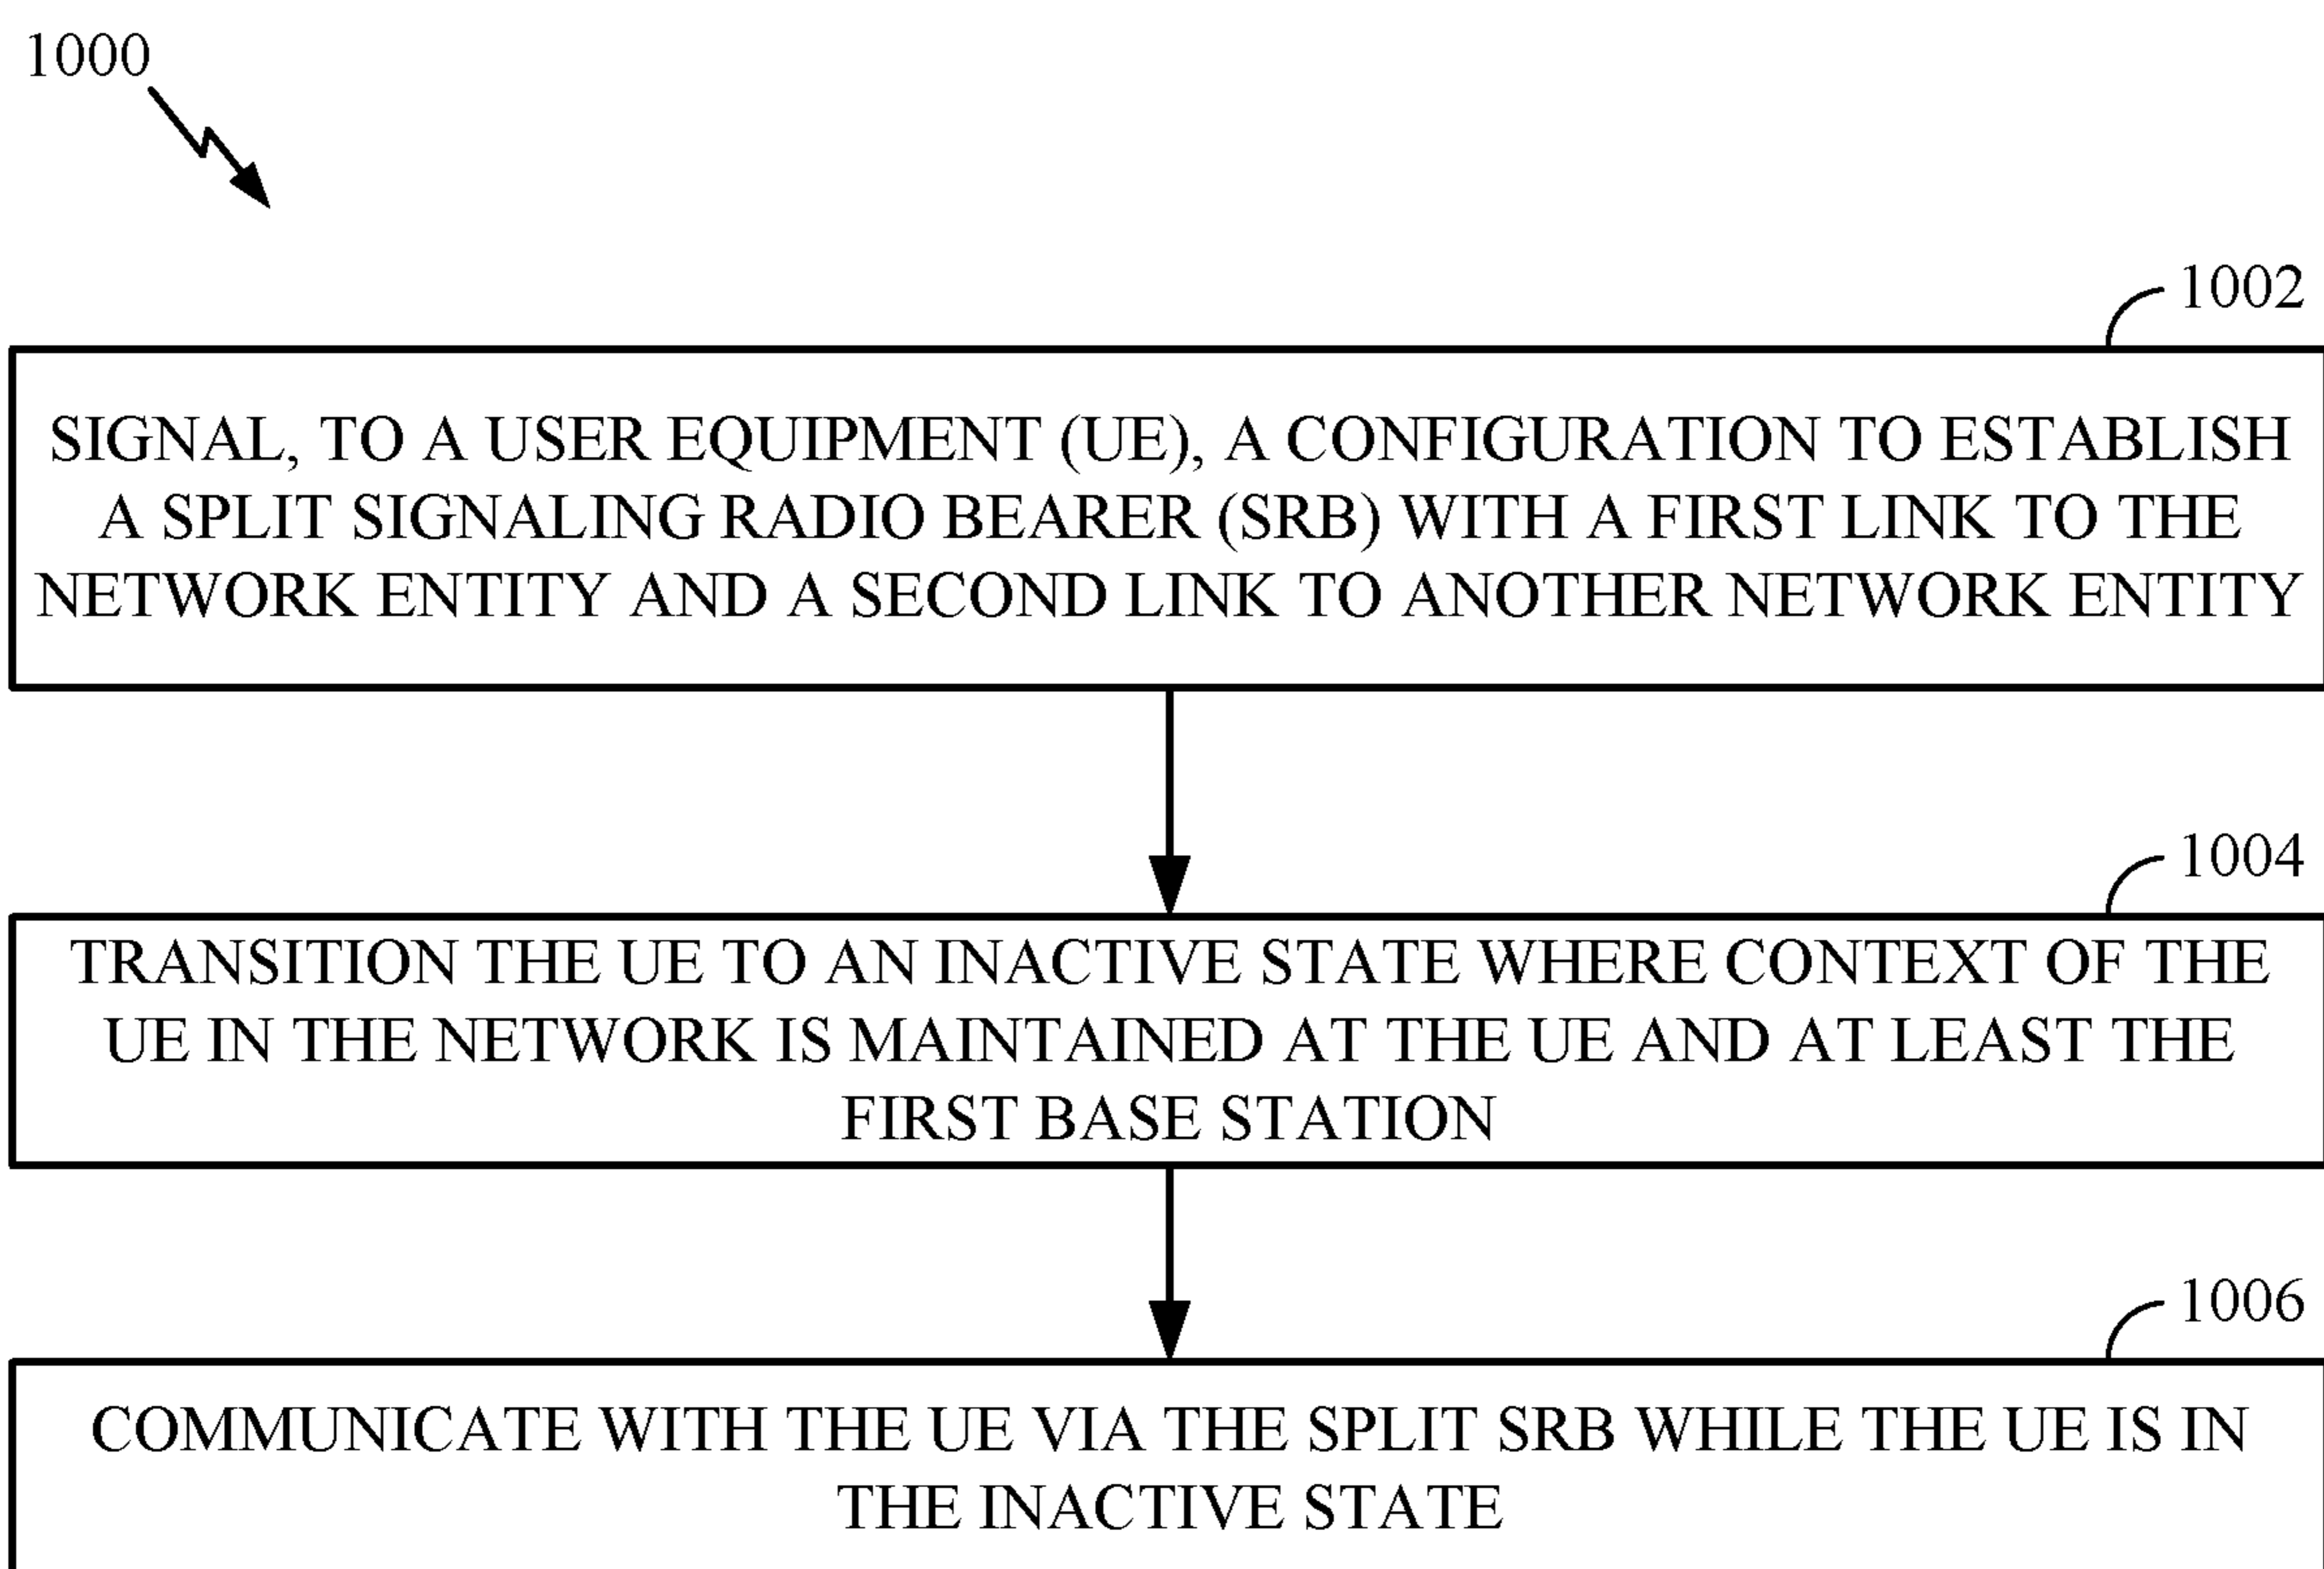 1000
1002
SIGNAL, TO A USER EQUIPMENT (UE), A CONFIGURATION TO ESTABLISH
A SPLIT SIGNALING RADIO BEARER (SRB) WITH A FIRST LINK TO THE
NETWORK ENTITY AND A SECOND LINK TO ANOTHER NETWORK ENTITY
1004
TRANSITION THE UE TO AN INACTIVE STATE WHERE CONTEXT OF THE
UE IN THE NETWORK IS MAINTAINED AT THE UE AND AT LEAST THE
FIRST BASE STATION
1006
COMMUNICATE WITH THE UE VIA THE SPLIT SRB WHILE THE UE IS IN
THE INACTIVE STATE